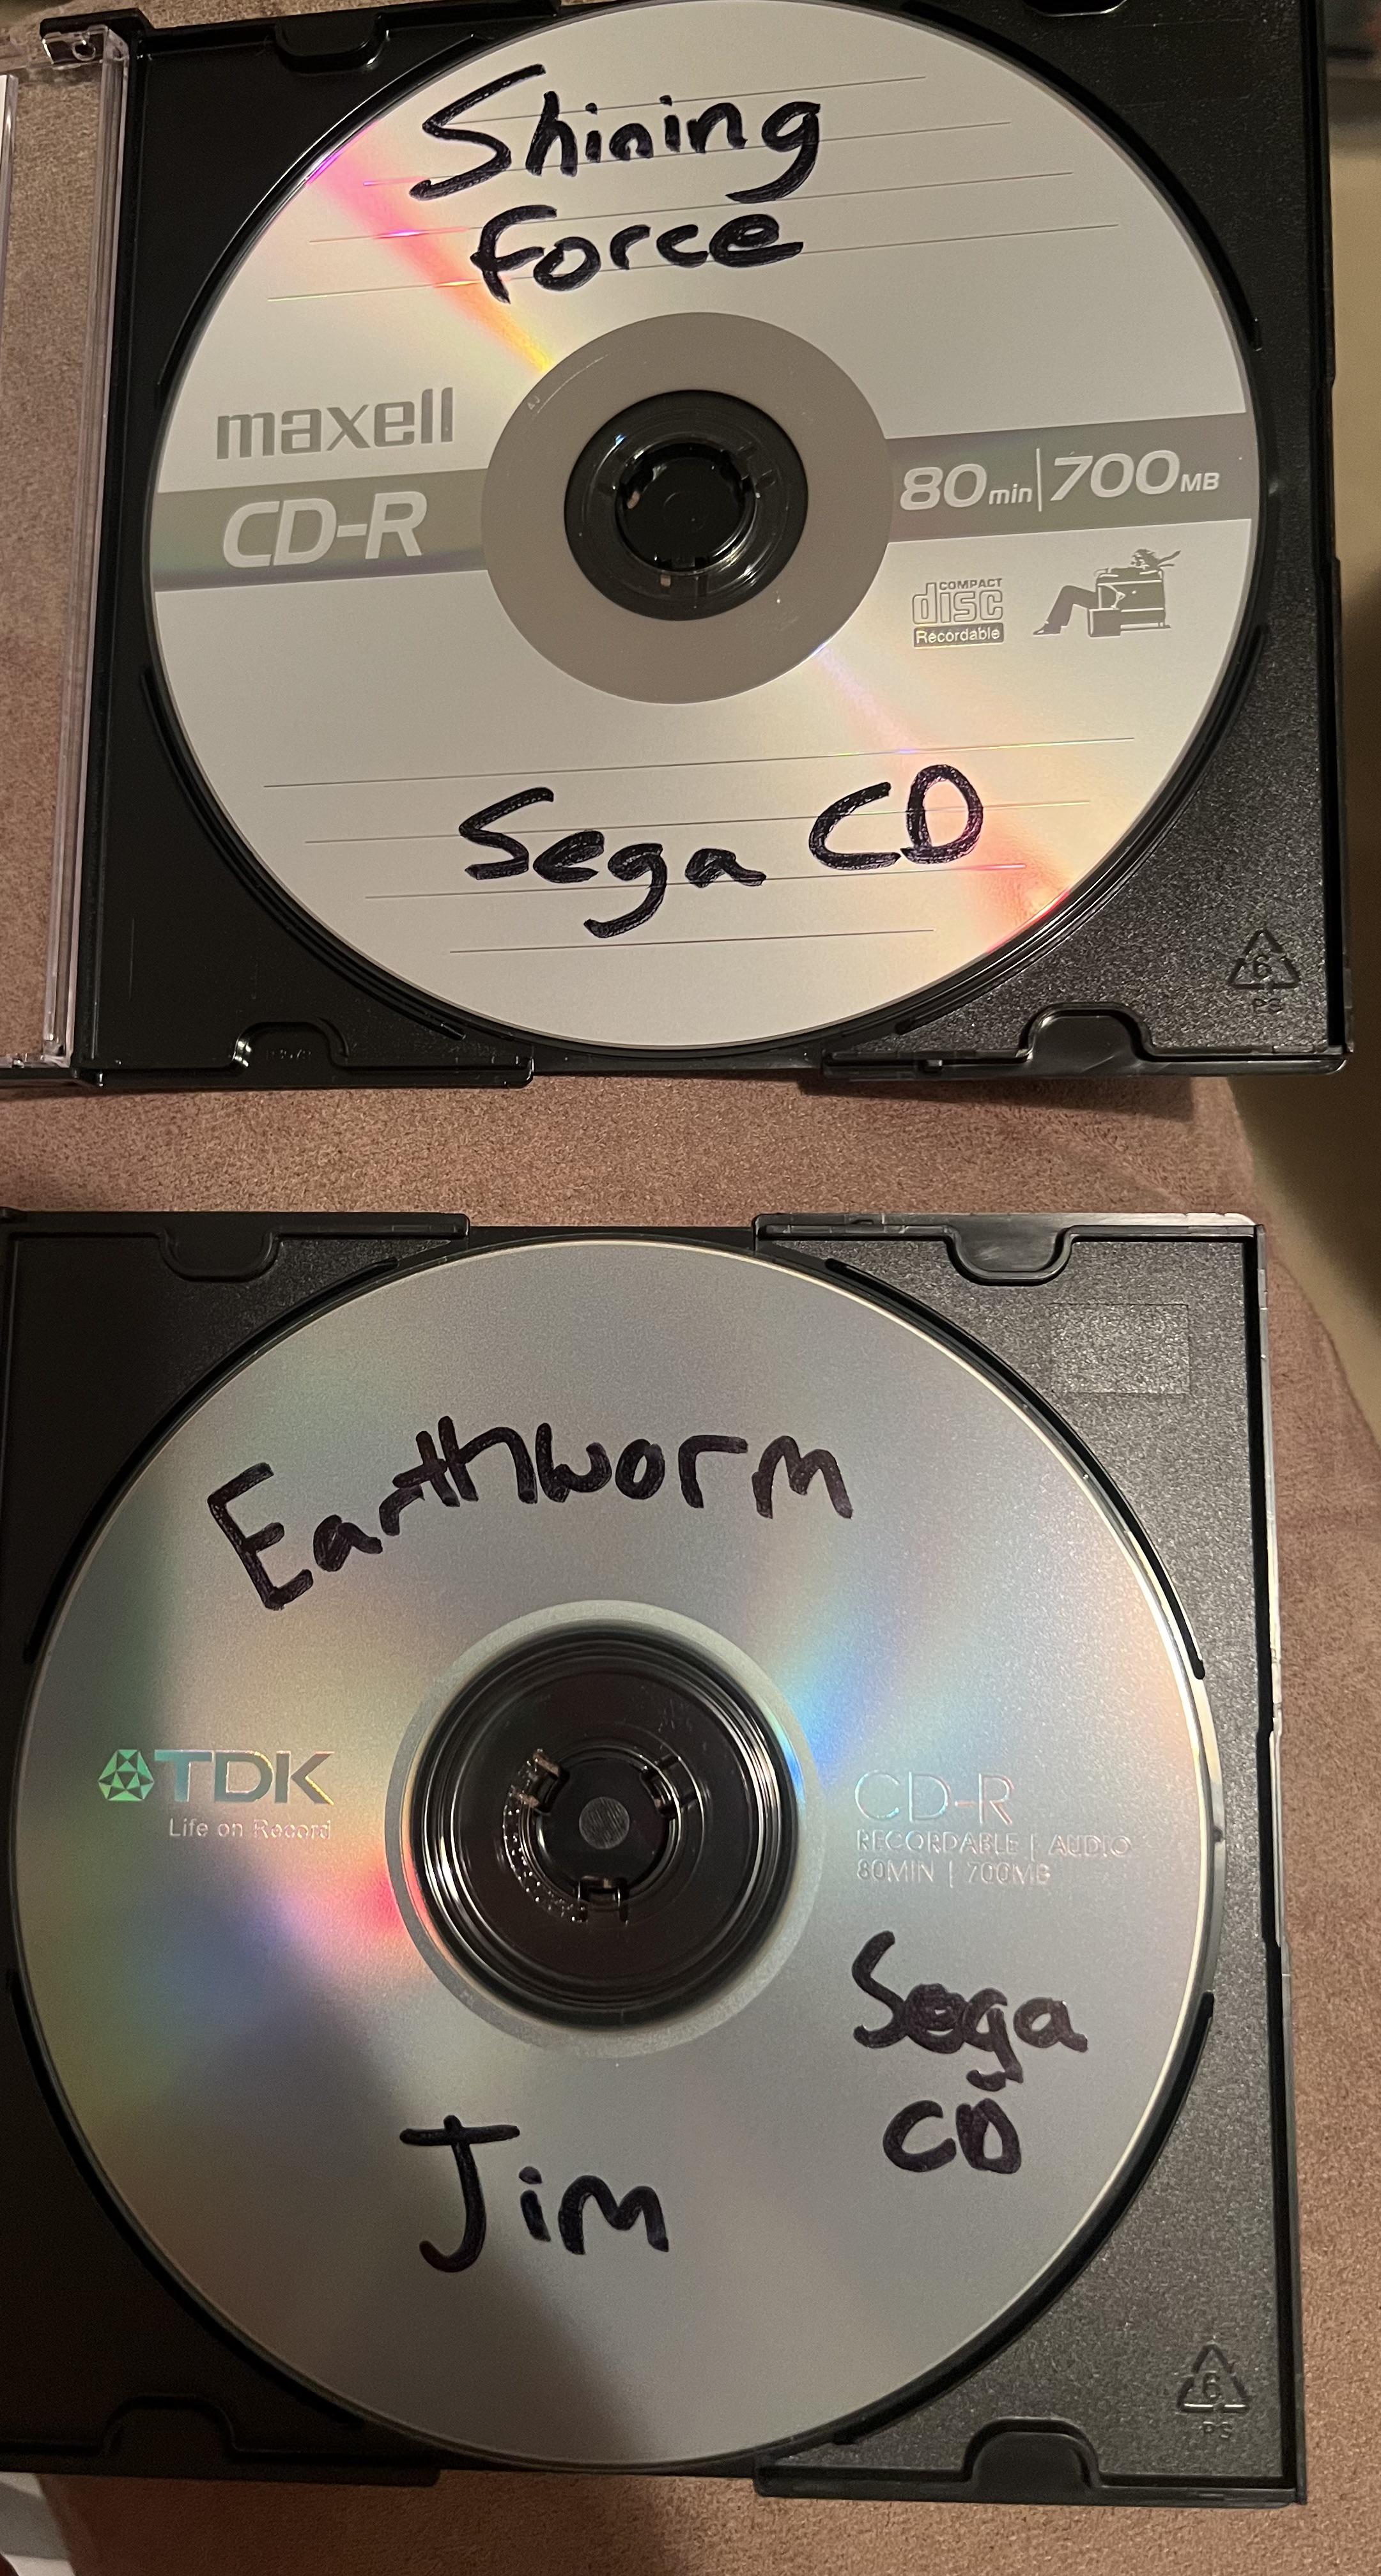 Shining
Force
maxell
CD-R
80min|700MB
COMPACT
disc
Recordable
Sega CD
6
PS
Earthworm
TDK
Life on Record
CD-R
RECORDABLE | AUDIO
80MIN | 700MB
Sega
CD
Jim
6
PS